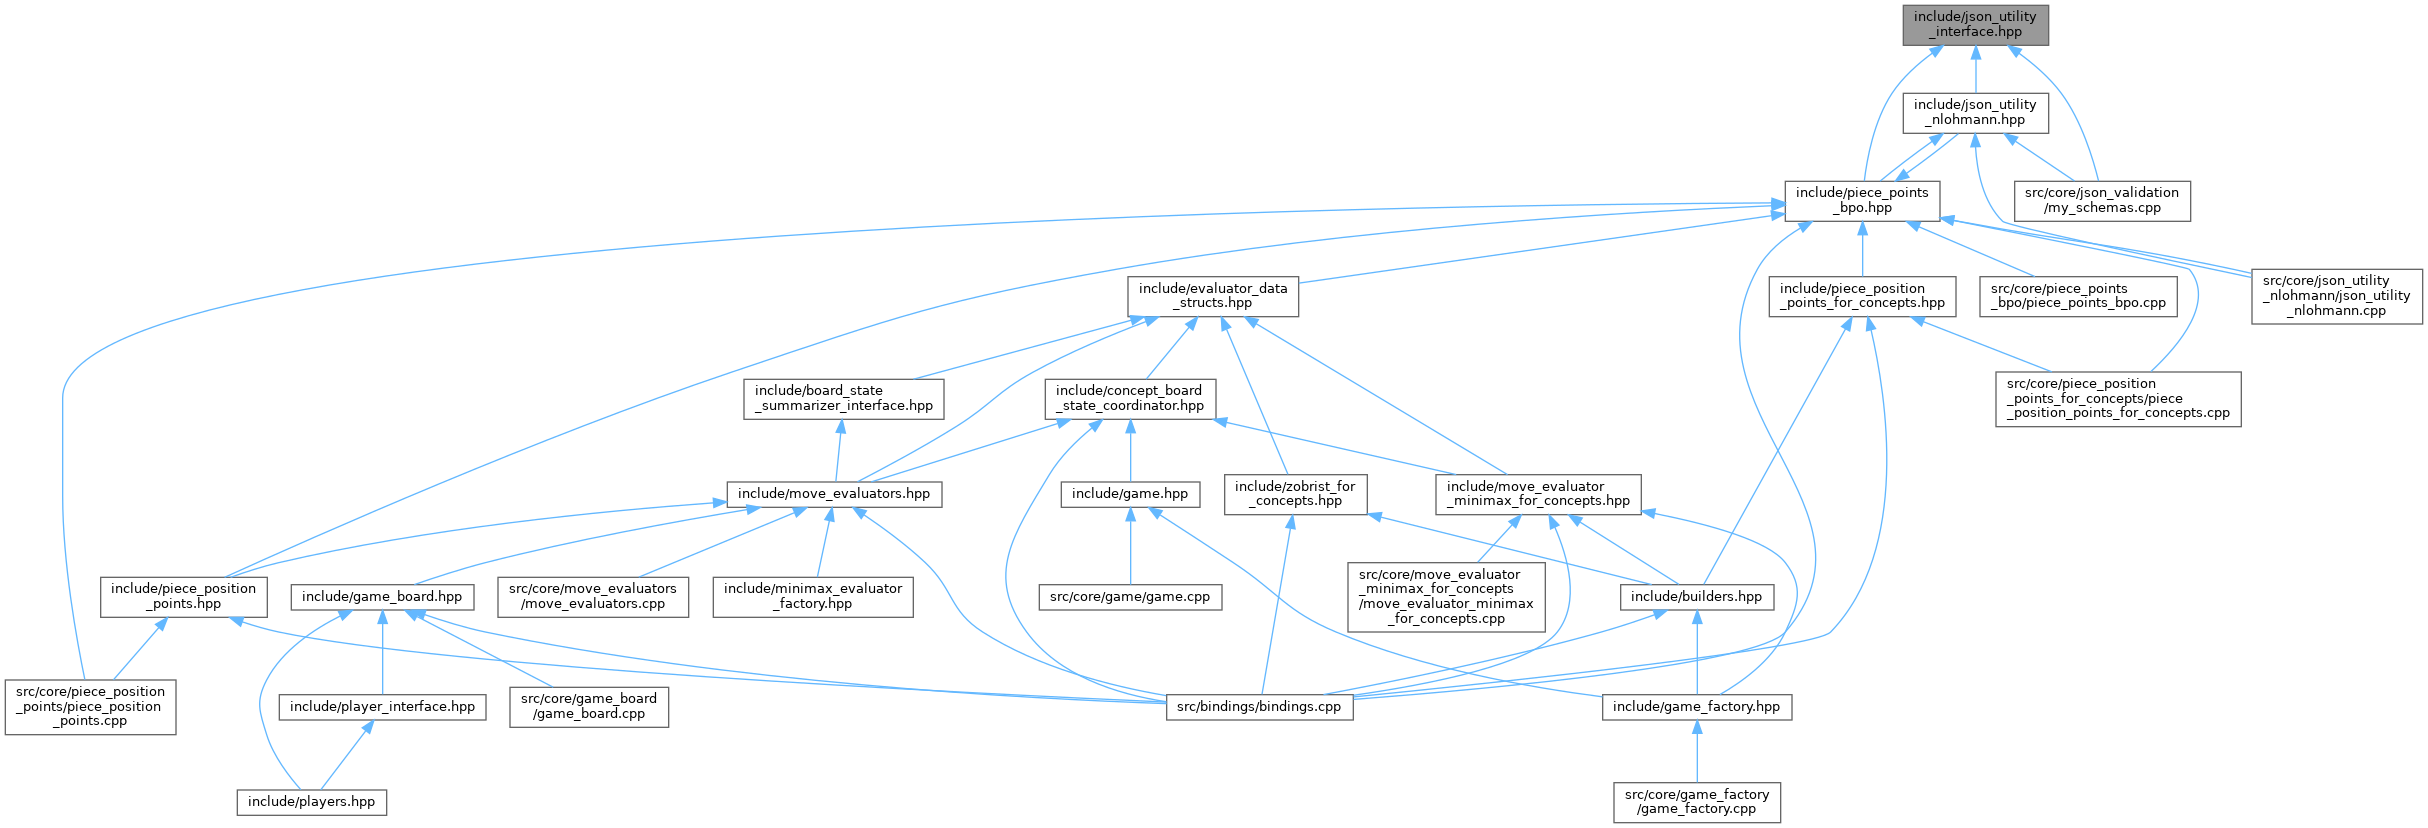 include/json_utility
_interface.hpp
include/json_utility
_nlohmann.hpp
include/piece_points
_bpo.hpp
src/core/json_validation
/my_schemas.cpp
include/evaluator_data
_structs.hpp
include/piece_position
_points_for_concepts.hpp
src/core/piece_points
_bpo/piece_points_bpo.cpp
src/core/json_utility
_nlohmann/json_utility
_nlohmann.cpp
include/board_state
_summarizer_interface.hpp
include/concept_board
_state_coordinator.hpp
src/core/piece_position
_points_for_concepts/piece
_position_points_for_concepts.cpp
include/move_evaluators.hpp
include/game.hpp
include/zobrist_for
_concepts.hpp
include/move_evaluator
_minimax_for_concepts.hpp
include/piece_position
_points.hpp
include/game_board.hpp
src/core/move_evaluators
/move_evaluators.cpp
include/minimax_evaluator
_factory.hpp
src/core/game/game.cpp
src/core/move_evaluator
_minimax_for_concepts
/move_evaluator_minimax
_for_concepts.cpp
include/builders.hpp
src/core/piece_position
_points/piece_position
_points.cpp
include/player_interface.hpp
src/core/game_board
/game_board.cpp
src/bindings/bindings.cpp
include/game_factory.hpp
include/players.hpp
src/core/game_factory
/game_factory.cpp